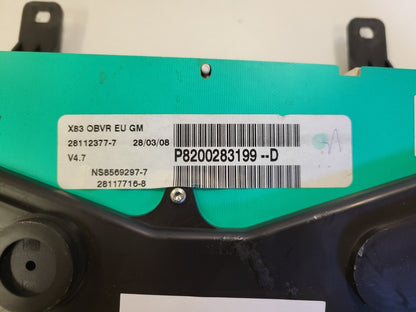 X83 OBVR EU GM
28112377-7 28/03/08
V4.7
P8200283199--D
NS8569297-7
28117716-8